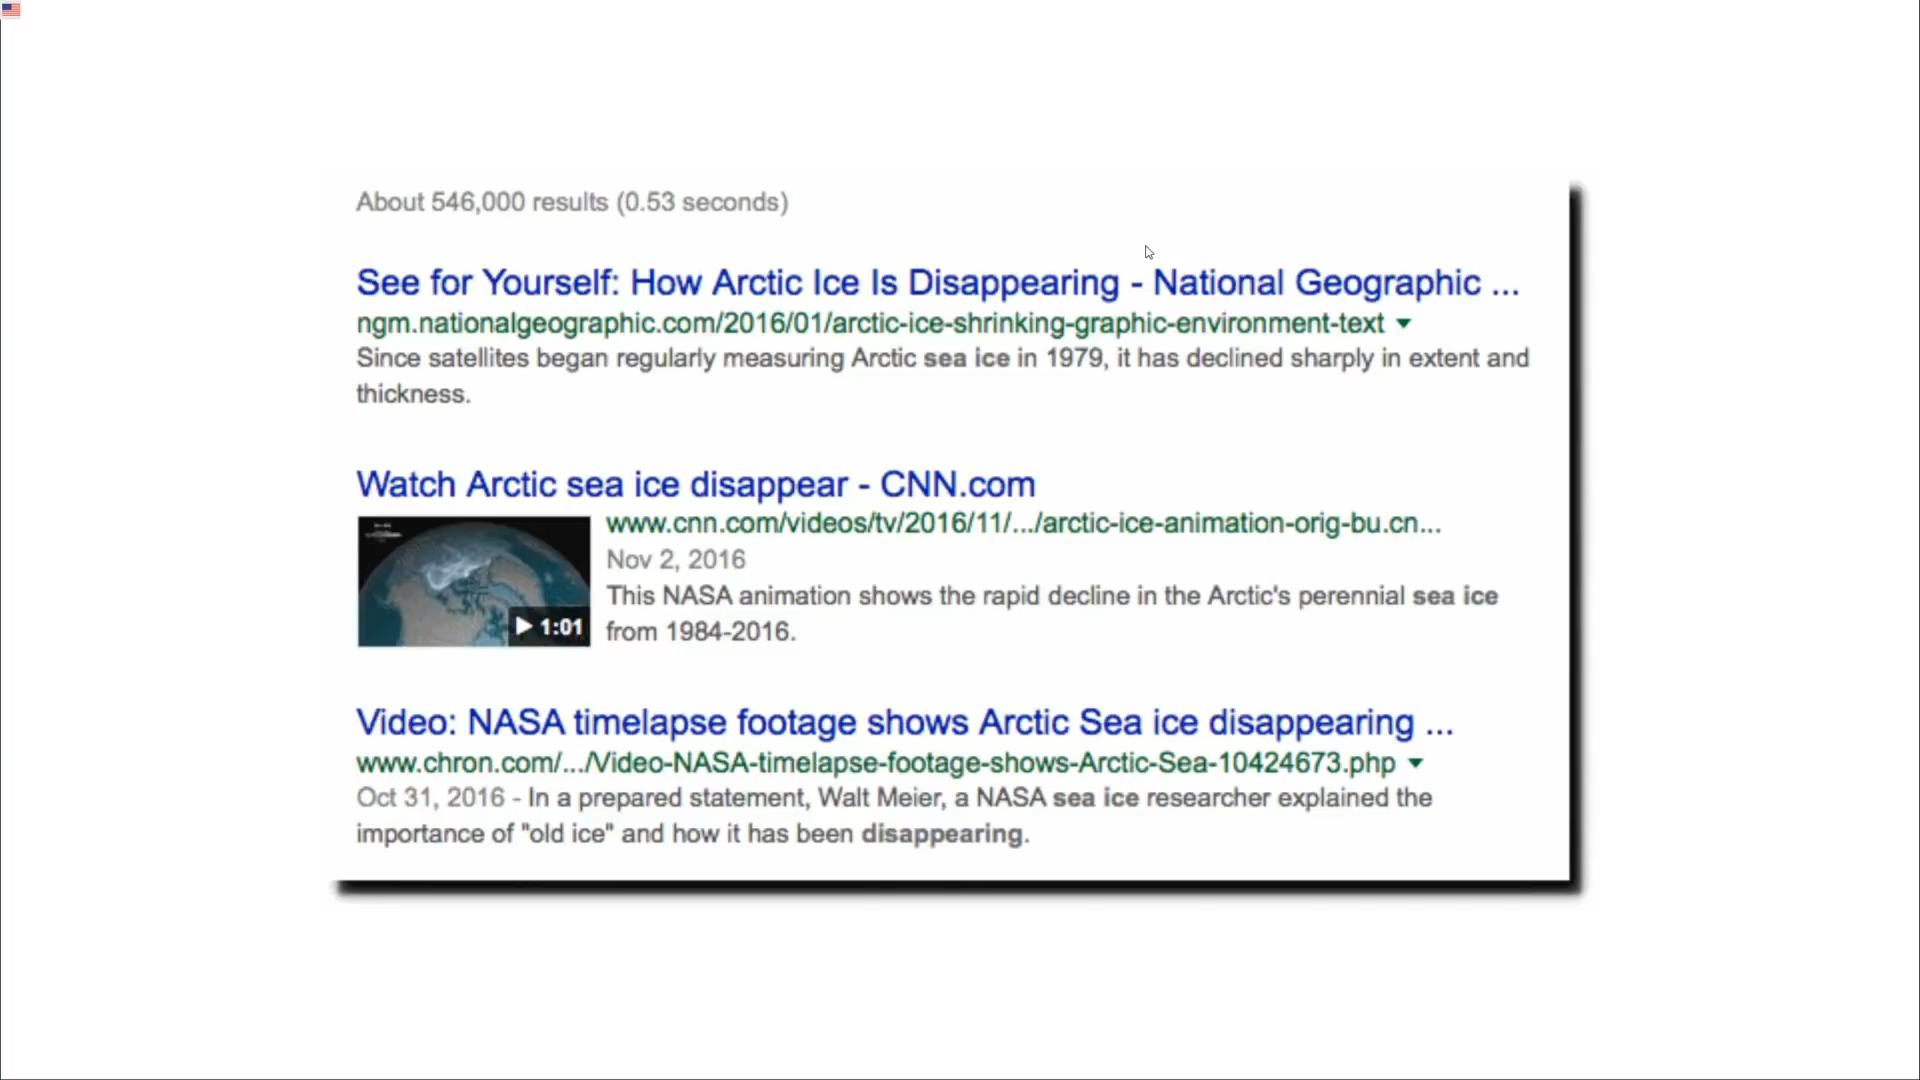 About 546,000 results (0.53 seconds)
See for Yourself: How Arctic Ice Is Disappearing - National Geographic ...
ngm.nationalgeographic.com/2016/01/arctic-ice-shrinking-graphic-environment-text
Since satellites began regularly measuring Arctic sea ice in 1979, it has declined sharply in extent and
thickness.
Watch Arctic sea ice disappear - CNN.com
www.cnn.com/videos/tv/2016/11/.../arctic-ice-animation-orig-bu.cn...
Nov 2, 2016
This NASA animation shows the rapid decline in the Arctic's perennial sea ice
from 1984-2016.
1:01
Video: NASA timelapse footage shows Arctic Sea ice disappearing ...
www.chron.com/.../Video-NASA-timelapse-footage-shows-Arctic-Sea-10424673.php
Oct 31, 2016 - In a prepared statement, Walt Meier, a NASA sea ice researcher explained the
importance of "old ice" and how it has been disappearing.